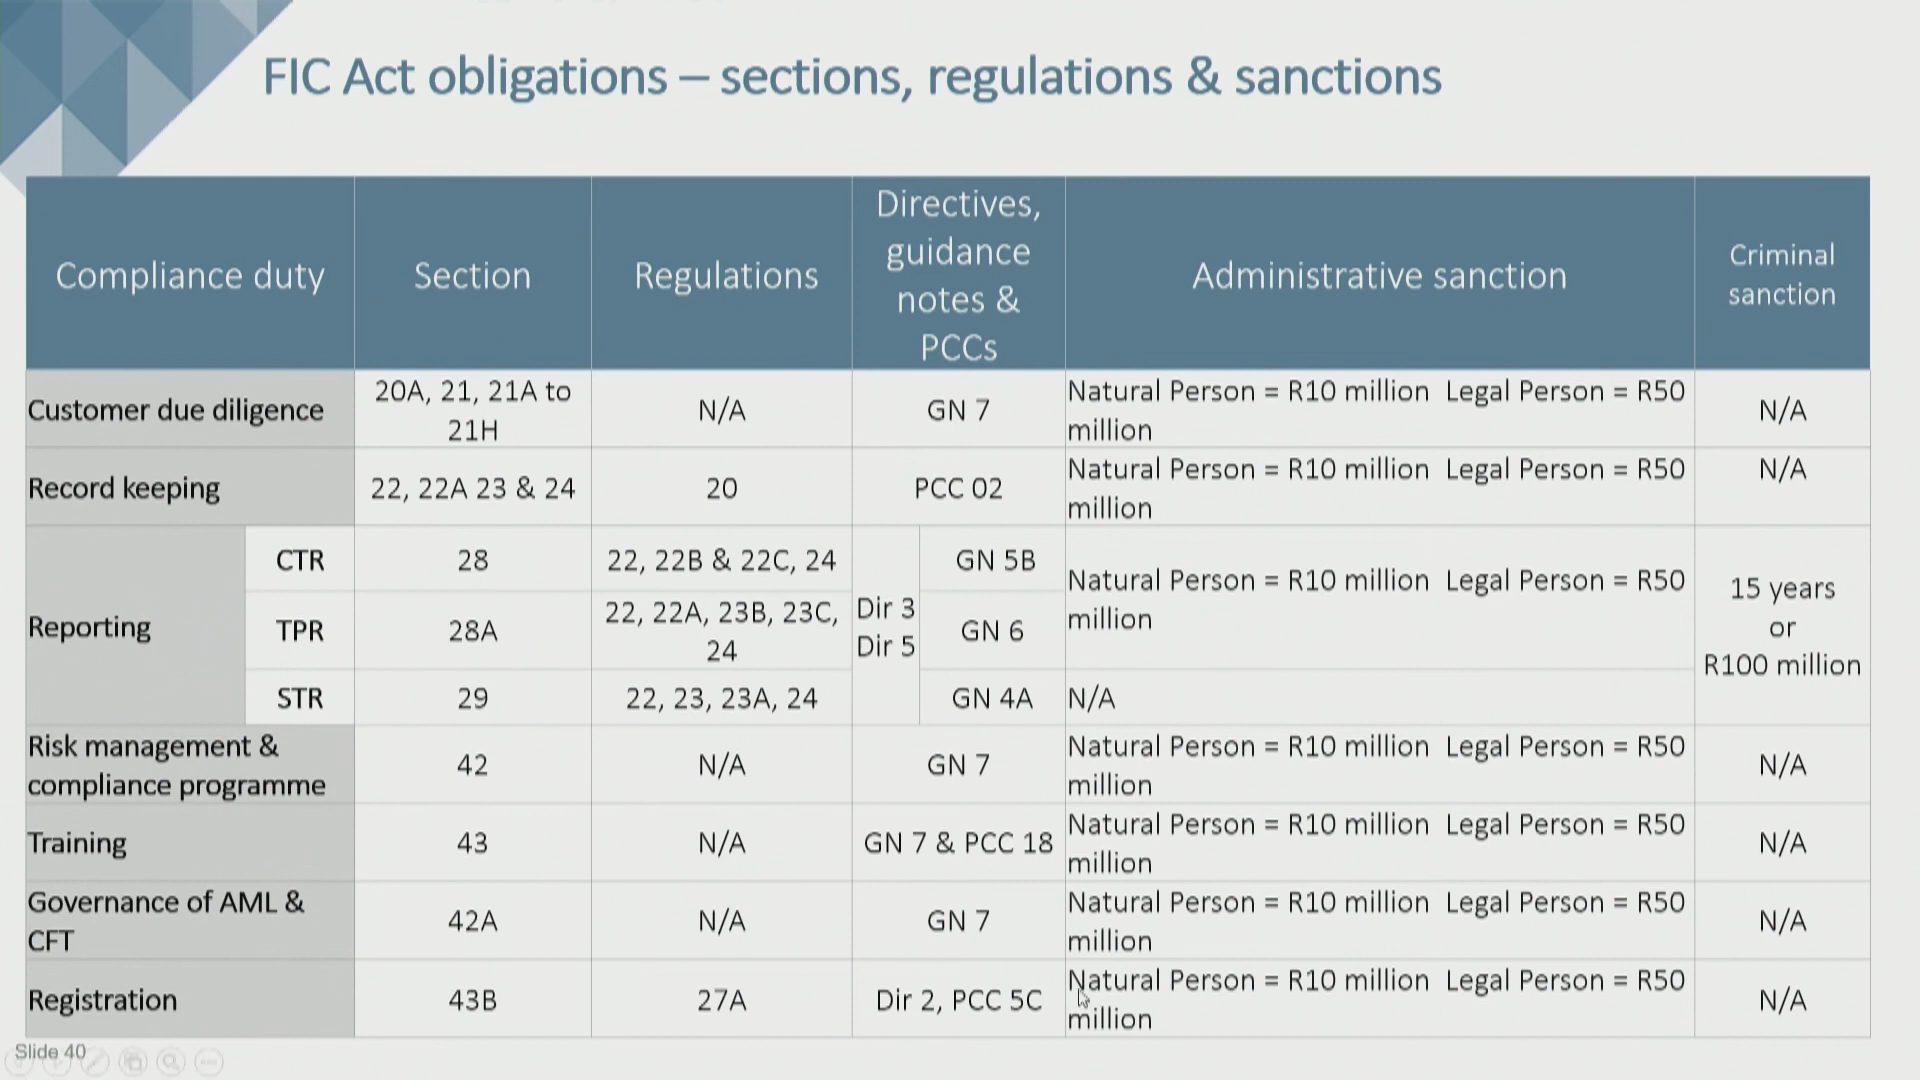 FIC Act obligations – sections, regulations & sanctions
Compliance duty
Section
Regulations
Directives,
guidance
notes &
PCCs
Administrative sanction
Criminal
sanction
Customer due diligence
20A, 21, 21A to
21H
N/A
GN 7
Natural Person = R10 million Legal Person = R50
million
N/A
Record keeping
22, 22A 23 & 24
20
PCC 02
Natural Person = R10 million Legal Person = R50
million
N/A
Reporting
CTR
28
22, 22B & 22C, 24
Dir 3
Dir 5
GN 5B
Natural Person = R10 million Legal Person = R50
million
15 years
or
R100 million
TPR
28A
22, 22A, 23B, 23C,
24
GN 6
STR
29
22, 23, 23A, 24
GN 4A
N/A
Risk management &
compliance programme
42
N/A
GN 7
Natural Person = R10 million Legal Person = R50
million
N/A
Training
43
N/A
GN 7 & PCC 18
Natural Person = R10 million Legal Person = R50
million
N/A
Governance of AML &
CFT
42A
N/A
GN 7
Natural Person = R10 million Legal Person = R50
million
N/A
Registration
43B
27A
Dir 2, PCC 5C
Natural Person = R10 million Legal Person = R50
million
N/A
Slide 40